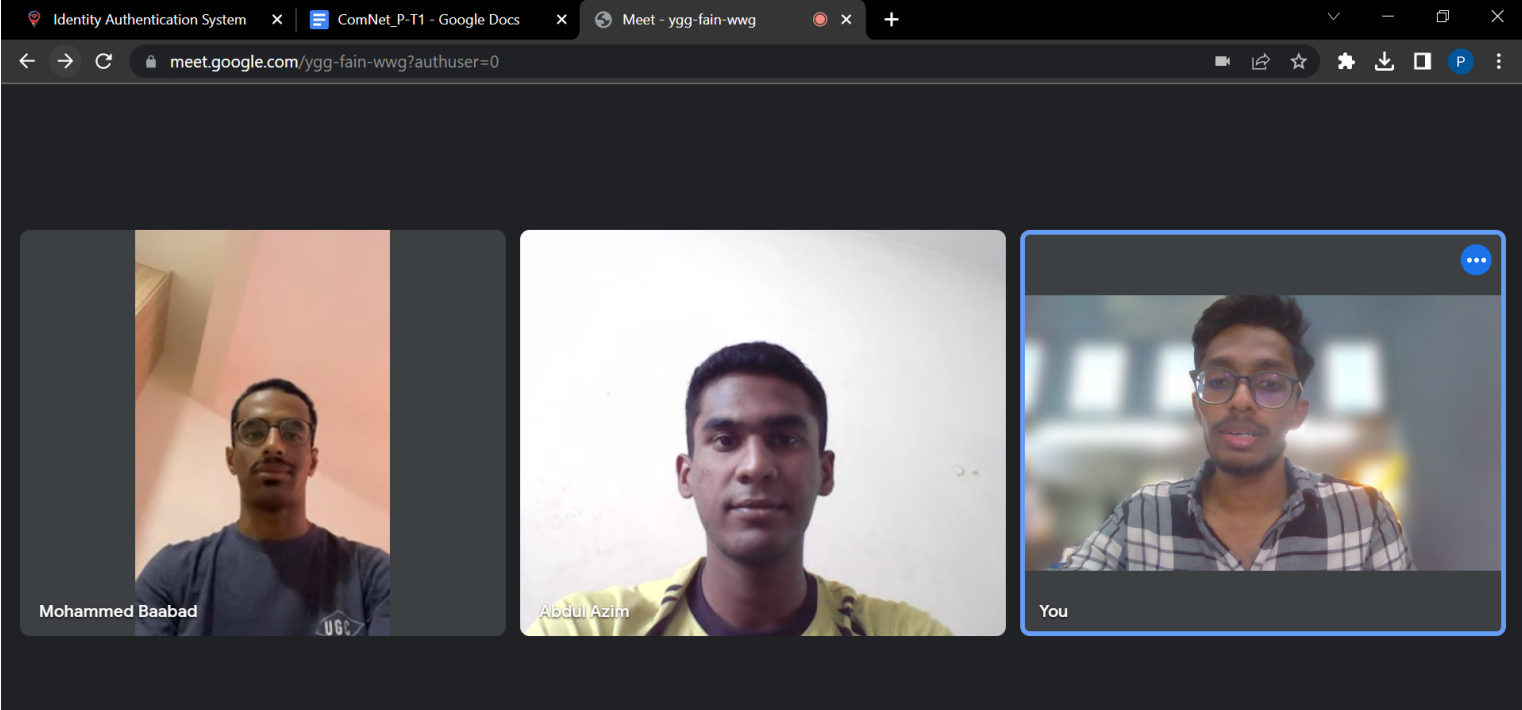 Identity Authentication System
ComNet_P-T1 - Google Docs
Meet - ygg-fain-wwg
meet.google.com/ygg-fain-wwg?authuser=0
P
UGC
Mohammed Baabad
Abdul Azim
You